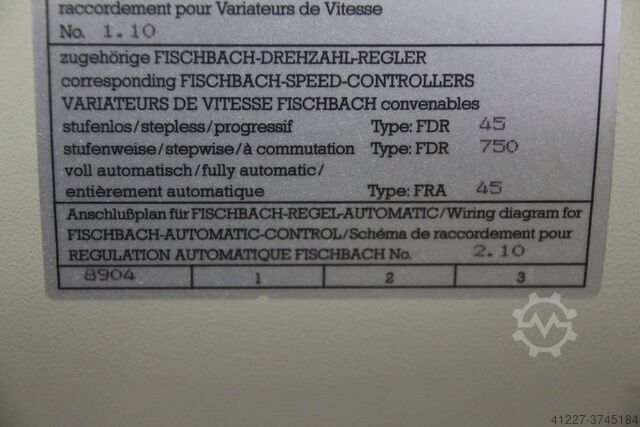 raccordement pour Variateurs de Vitesse
No. 1.10
zugehörige FISCHBACH-DREHZAHL-REGLER
corresponding FISCHBACH-SPEED-CONTROLLERS
VARIATEURS DE VITESSE FISCHBACH convenables
stufenlos/stepless/progressif Type: FDR 45
stufenweise/stepwise/à commutation Type: FDR 750
voll automatisch/fully automatic/
entièrement automatique Type: FRA 45
Anschlußplan für FISCHBACH-REGEL-AUTOMATIC/Wiring diagram for
FISCHBACH-AUTOMATIC-CONTROL/Schéma de raccordement pour
REGULATION AUTOMATIQUE FISCHBACH No. 2.10
8904 1 2 3
41227-3745184